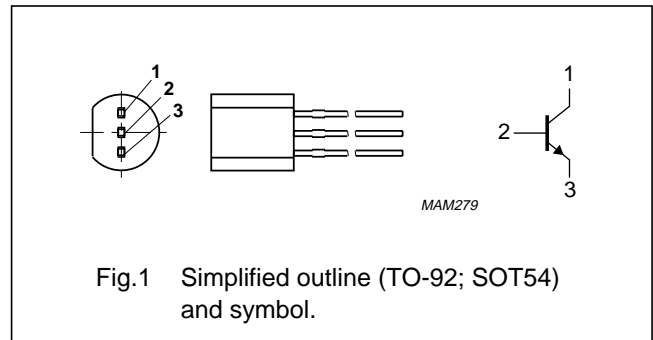 1
2
3
1
2
3
MAM279
Fig.1 Simplified outline (TO-92; SOT54)
and symbol.